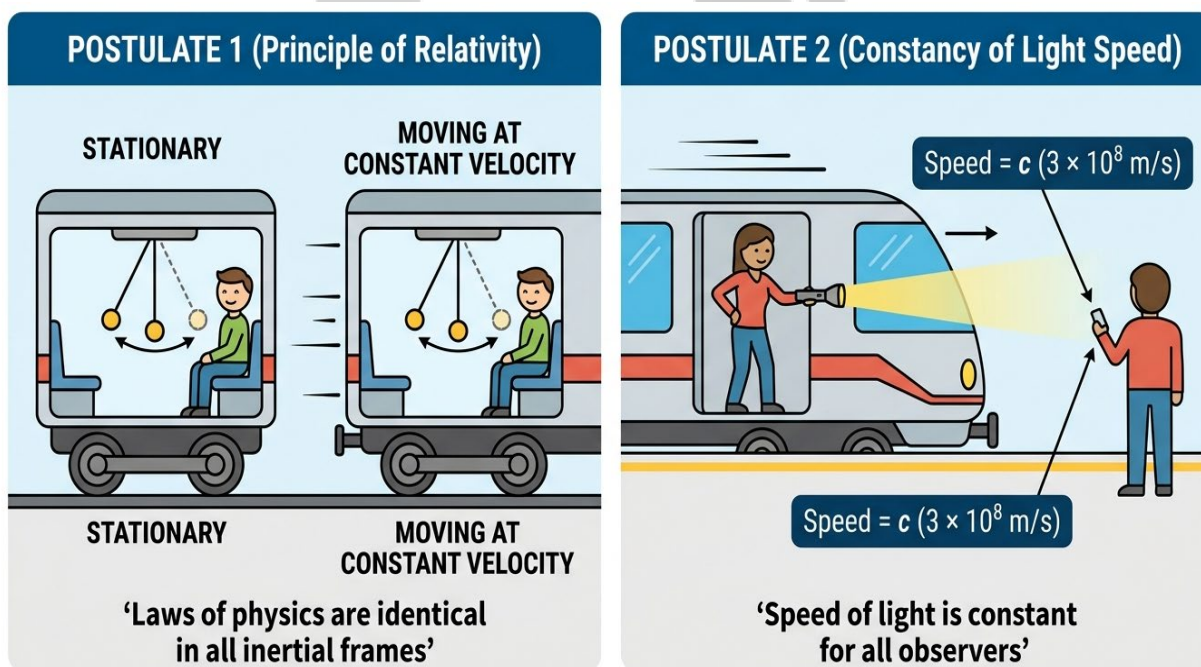 POSTULATE 1 (Principle of Relativity)
STATIONARY
MOVING AT
CONSTANT VELOCITY
STATIONARY
MOVING AT
CONSTANT VELOCITY
‘Laws of physics are identical
in all inertial frames’
POSTULATE 2 (Constancy of Light Speed)
Speed = c (3 × 10⁸ m/s)
Speed = c (3 × 10⁸ m/s)
‘Speed of light is constant
for all observers’